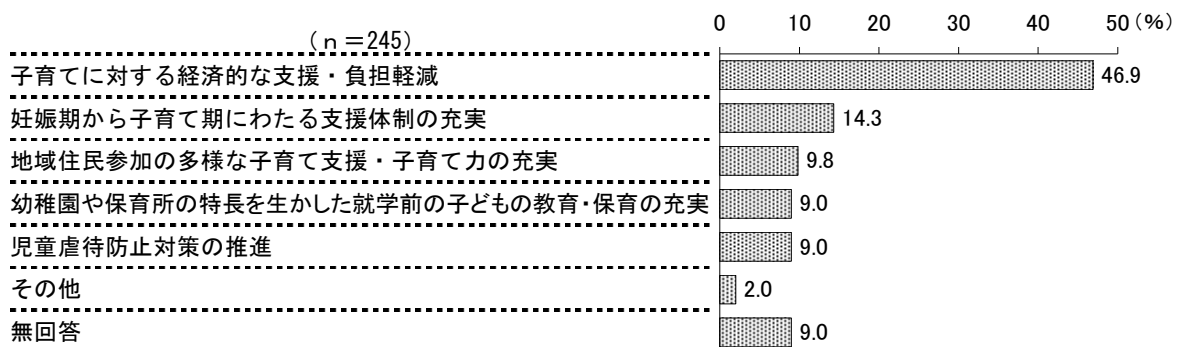 0 10 20 30 40 50 (%)
(n=245)
子育てに対する経済的な支援・負担軽減 46.9
妊娠期から子育て期にわたる支援体制の充実 14.3
地域住民参加の多様な子育て支援・子育て力の充実 9.8
幼稚園や保育所の特長を生かした就学前の子どもの教育・保育の充実 9.0
児童虐待防止対策の推進 9.0
その他 2.0
無回答 9.0